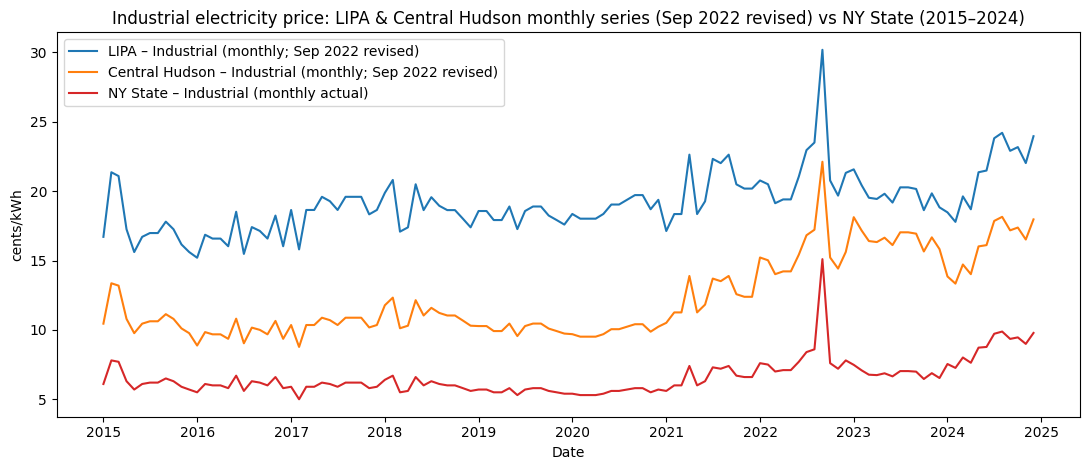 Industrial electricity price: LIPA & Central Hudson monthly series (Sep 2022 revised) vs NY State (2015–2024)
LIPA – Industrial (monthly; Sep 2022 revised)
Central Hudson – Industrial (monthly; Sep 2022 revised)
NY State – Industrial (monthly actual)
cents/kWh
30
25
20
15
10
5
2015 2016 2017 2018 2019 2020 2021 2022 2023 2024 2025
Date